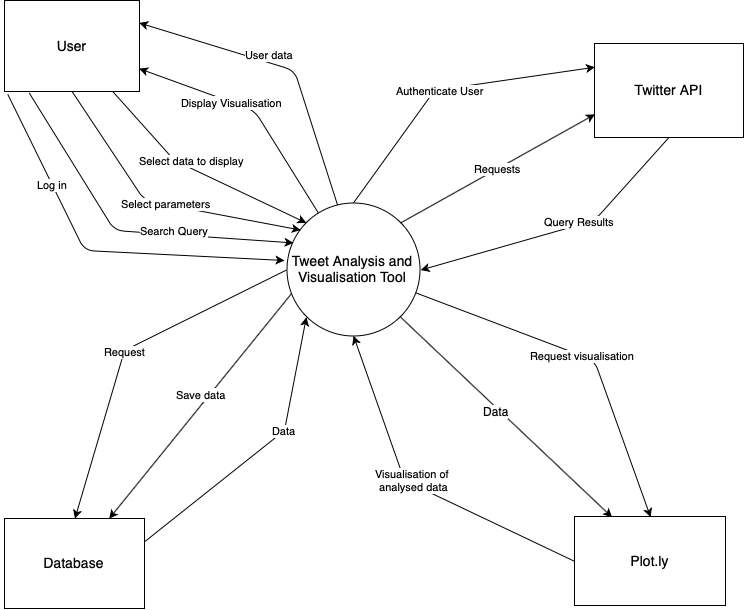 User
User data
Twitter API
Authenticate User
Display Visualisation
Select data to display
Requests
Log in
Select parameters
Query Results
Search Query
Tweet Analysis and
Visualisation Tool
Request
Request visualisation
Save data
Data
Data
Visualisation of
analysed data
Database
Plot.ly